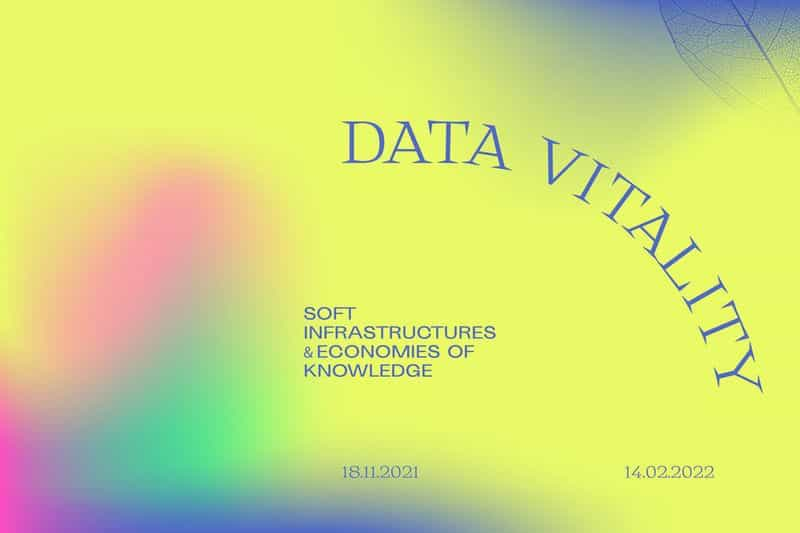 DATA VITALITY
SOFT
INFRASTRUCTURES
& ECONOMIES OF
KNOWLEDGE
18.11.2021
14.02.2022